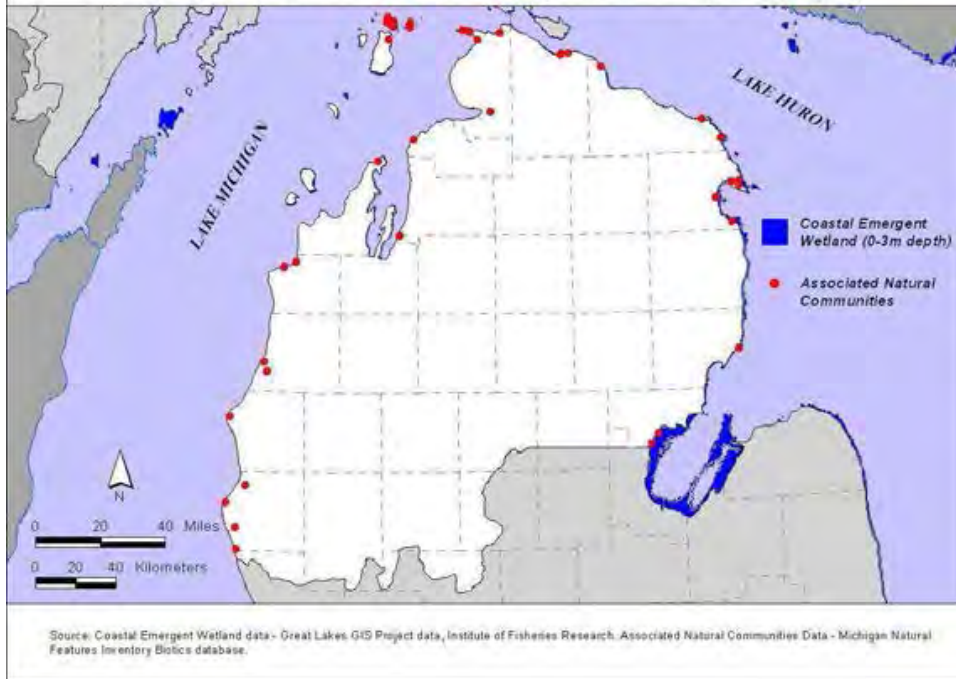 LAKE MICHIGAN
LAKE HURON
Coastal Emergent
Wetland (0-3m depth)
Associated Natural
Communities
N
0 20 40 Miles
0 20 40 Kilometers
Source: Coastal Emergent Wetland data - Great Lakes GIS Project data, Institute of Fisheries Research. Associated Natural Communities Data - Michigan Natural
Features Inventory Biotics database.